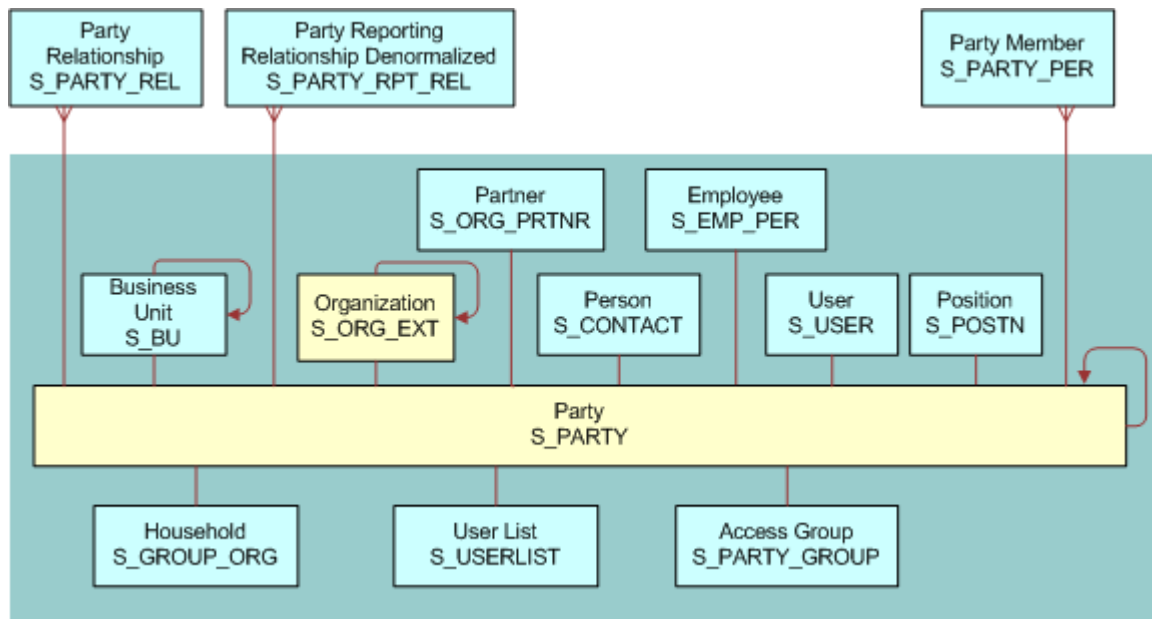 Party
Relationship
S_PARTY_REL
Party Reporting
Relationship Denormalized
S_PARTY_RPT_REL
Party Member
S_PARTY_PER
Partner
S_ORG_PRTNR
Employee
S_EMP_PER
Business
Unit
S_BU
Organization
S_ORG_EXT
Person
S_CONTACT
User
S_USER
Position
S_POSTN
Party
S_PARTY
Household
S_GROUP_ORG
User List
S_USERLIST
Access Group
S_PARTY_GROUP